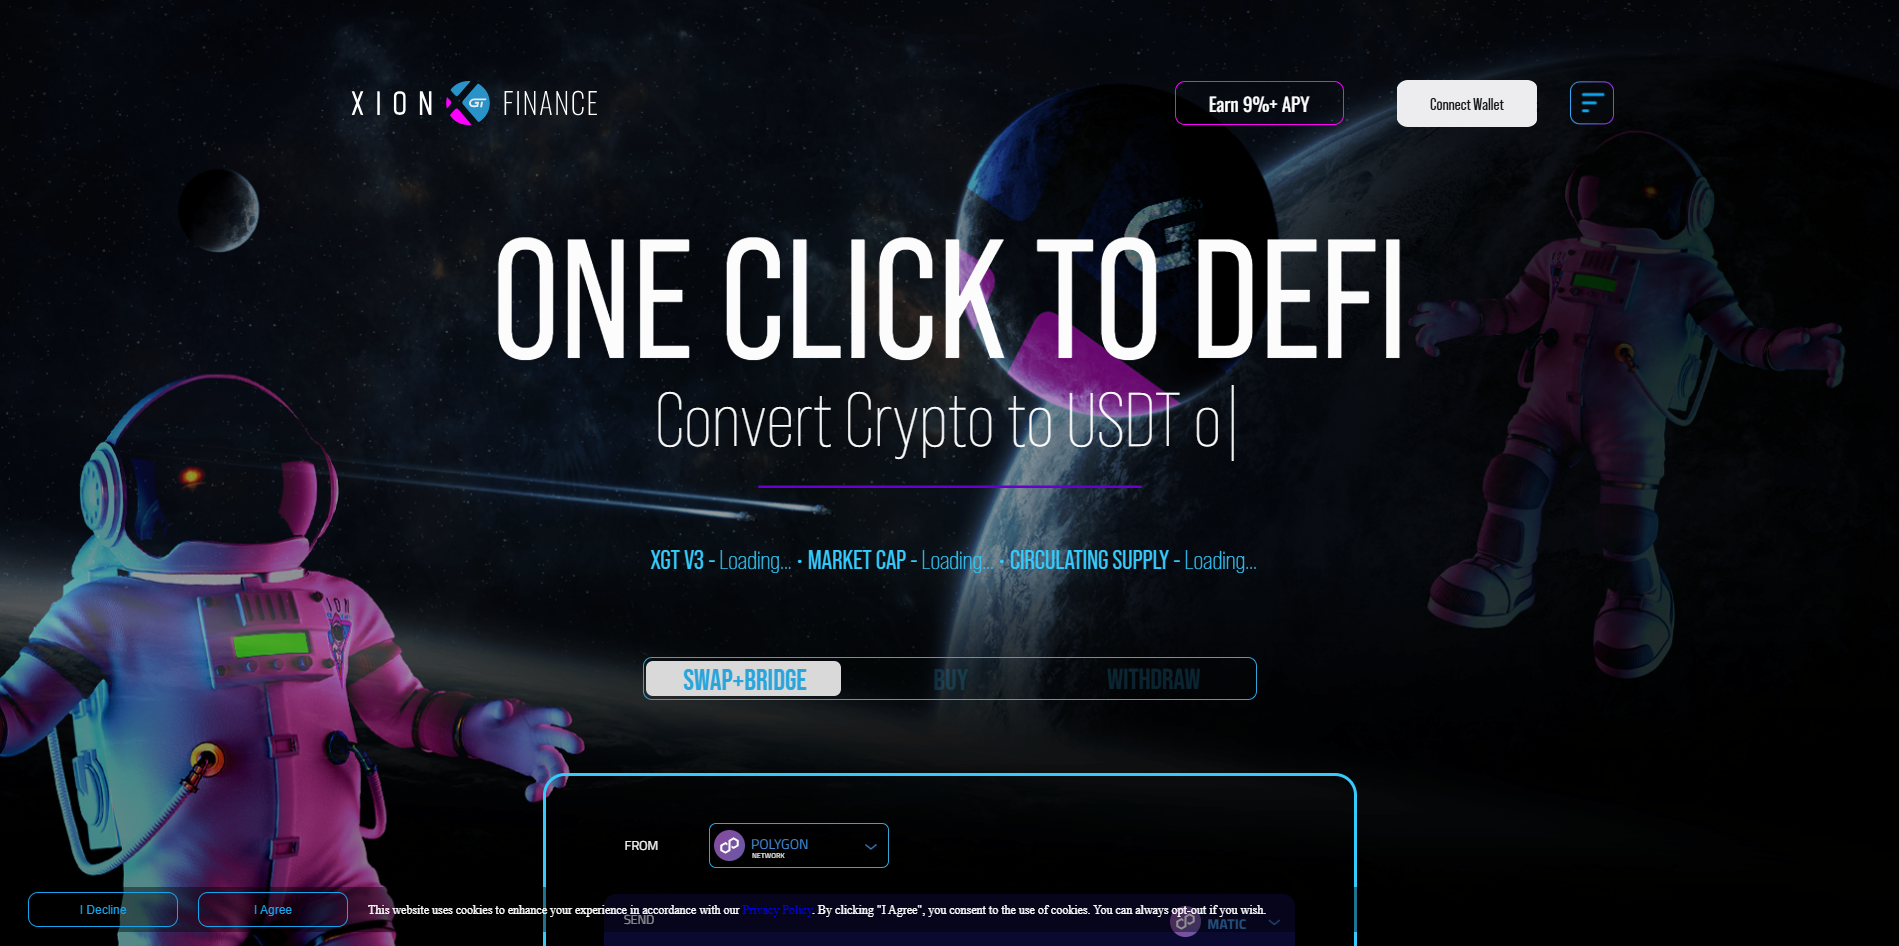 XION GT FINANCE
Earn 9%+ APY
Connect Wallet
ONE CLICK TO DEFI
Convert Crypto to USDT o
XGT V3 - Loading... • MARKET CAP - Loading... • CIRCULATING SUPPLY - Loading...
SWAP+BRIDGE
BUY
WITHDRAW
FROM
POLYGON
NETWORK
SEND
MATIC
I Decline
I Agree
This website uses cookies to enhance your experience in accordance with our Privacy Policy. By clicking "I Agree", you consent to the use of cookies. You can always opt-out if you wish.